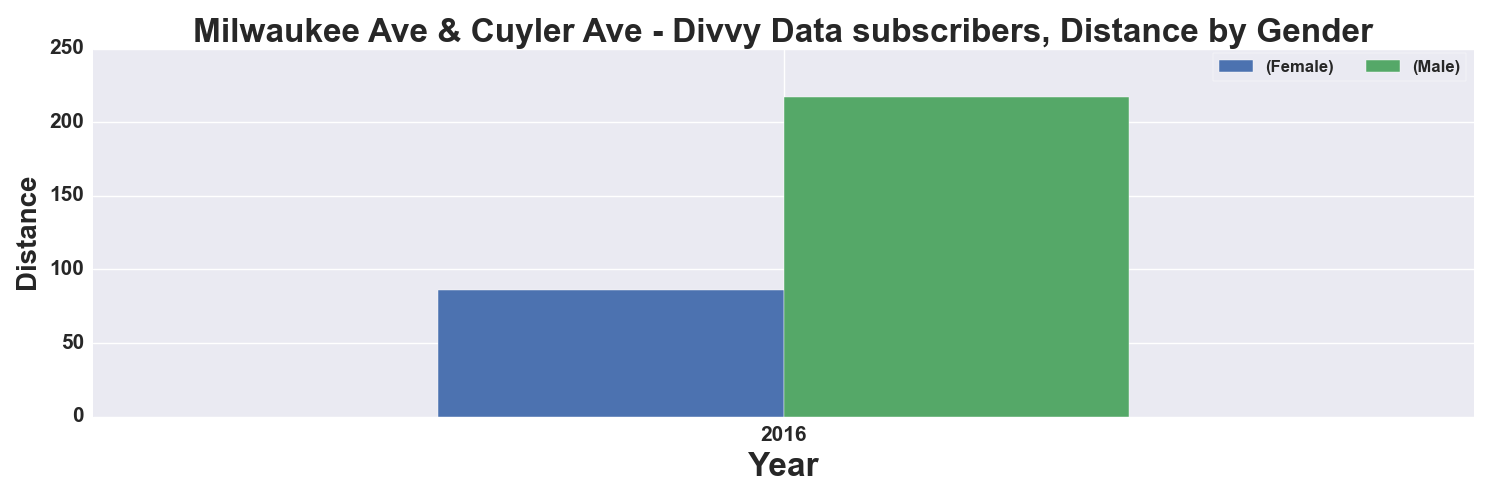 Milwaukee Ave & Cuyler Ave - Divvy Data subscribers, Distance by Gender
(Female) (Male)
250
200
150
100
50
0
Distance
2016
Year